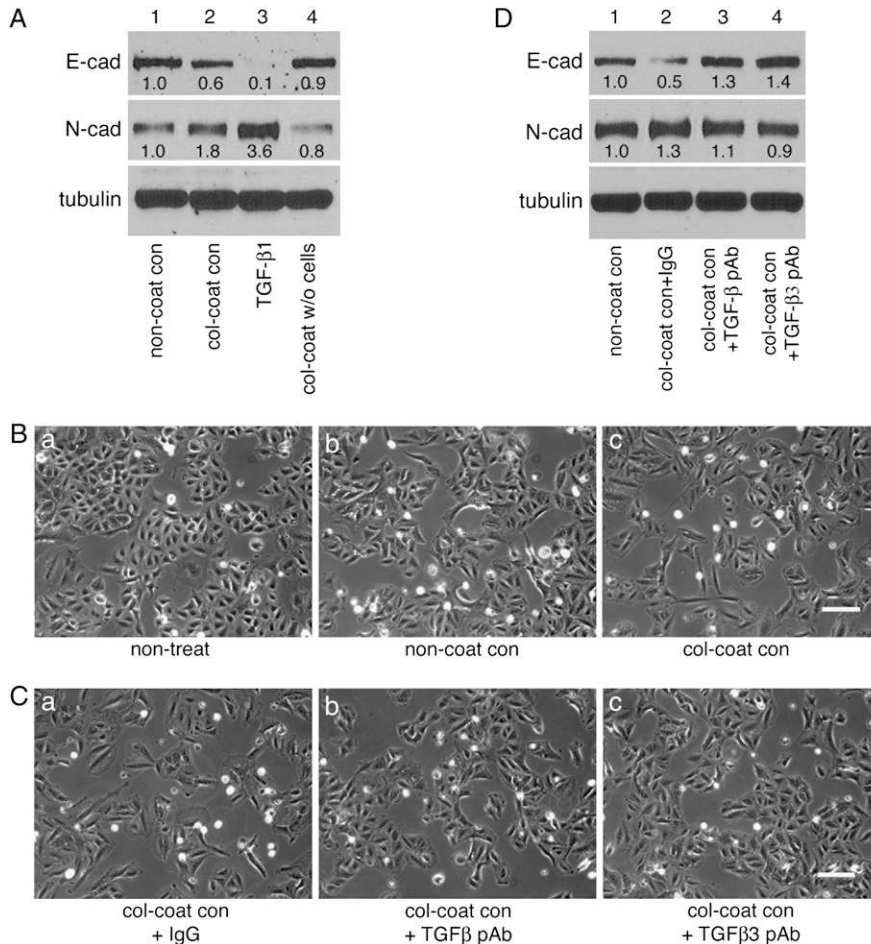 A
1 2 3 4
E-cad
1.0 0.6 0.1 0.9
N-cad
1.0 1.8 3.6 0.8
tubulin
non-coat con
col-coat con
TGF-β1
col-coat w/o cells
D
1 2 3 4
E-cad
1.0 0.5 1.3 1.4
N-cad
1.0 1.3 1.1 0.9
tubulin
non-coat con
col-coat con+IgG
col-coat con
+TGF-β pAb
col-coat con
+TGF-β3 pAb
B
a
non-treat
b
non-coat con
c
col-coat con
C
a
col-coat con
+ IgG
b
col-coat con
+ TGFβ pAb
c
col-coat con
+ TGFβ3 pAb